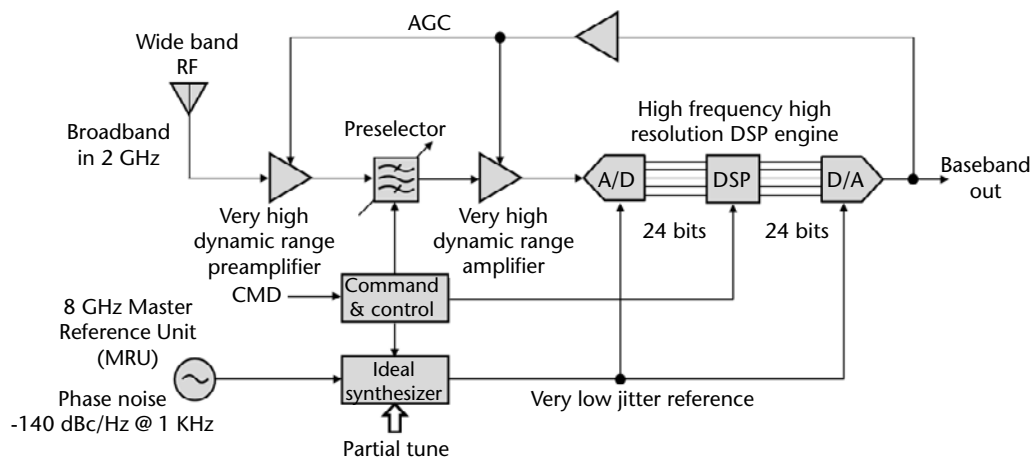 AGC
Wide band
RF
Broadband
in 2 GHz
Preselector
High frequency high
resolution DSP engine
A/D
DSP
D/A
Baseband
out
24 bits
24 bits
Very high
dynamic range
preamplifier
Very high
dynamic range
amplifier
CMD
Command
& control
8 GHz Master
Reference Unit
(MRU)
Ideal
synthesizer
Very low jitter reference
Phase noise
-140 dBc/Hz @ 1 KHz
Partial tune